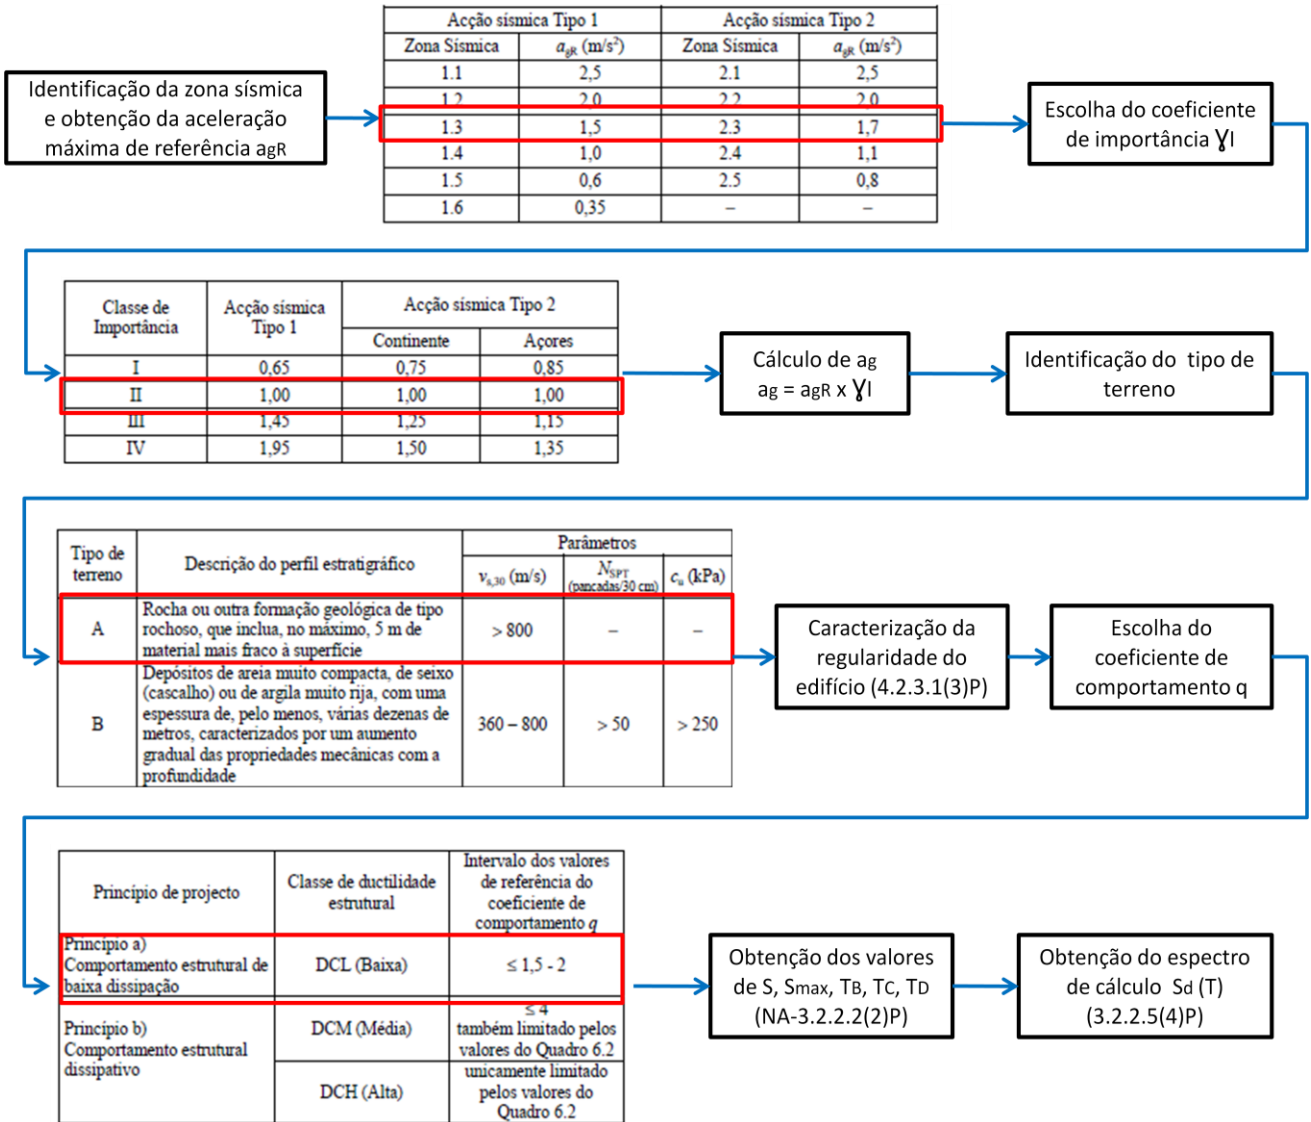 Acção sísmica Tipo 1 Acção sísmica Tipo 2
Zona Sísmica agR (m/s²) Zona Sísmica agR (m/s²)
1.1 2,5 2.1 2,5
1.2 2,0 2.2 2,0
1.3 1,5 2.3 1,7
1.4 1,0 2.4 1,1
1.5 0,6 2.5 0,8
1.6 0,35 – –
Identificação da zona sísmica
e obtenção da aceleração
máxima de referência agR
Escolha do coeficiente
de importância ɣI
Classe de
Importância
Acção sísmica
Tipo 1
Acção sísmica Tipo 2
Continente Açores
I 0,65 0,75 0,85
II 1,00 1,00 1,00
III 1,45 1,25 1,15
IV 1,95 1,50 1,35
Cálculo de ag
ag = agR x ɣI
Identificação do tipo de
terreno
Tipo de
terreno
Descrição do perfil estratigráfico
Parâmetros
vs,30 (m/s)
NSPT
(pancadas/30 cm)
cu (kPa)
A
Rocha ou outra formação geológica de tipo
rochoso, que inclua, no máximo, 5 m de
material mais fraco à superfície
> 800 – –
B
Depósitos de areia muito compacta, de seixo
(cascalho) ou de argila muito rija, com uma
espessura de, pelo menos, várias dezenas de
metros, caracterizados por um aumento
gradual das propriedades mecânicas com a
profundidade
360 – 800 > 50 > 250
Caracterização da
regularidade do
edifício (4.2.3.1(3)P)
Escolha do
coeficiente de
comportamento q
Princípio de projecto
Classe de ductilidade
estrutural
Intervalo dos valores
de referência do
coeficiente de
comportamento q
Princípio a)
Comportamento estrutural de
baixa dissipação
DCL (Baixa)
≤ 1,5 - 2
Princípio b)
Comportamento estrutural
dissipativo
DCM (Média)
≤ 4
também limitado pelos
valores do Quadro 6.2
DCH (Alta)
unicamente limitado
pelos valores do
Quadro 6.2
Obtenção dos valores
de S, Smax, TB, TC, TD
(NA-3.2.2.2(2)P)
Obtenção do espectro
de cálculo Sd (T)
(3.2.2.5(4)P)